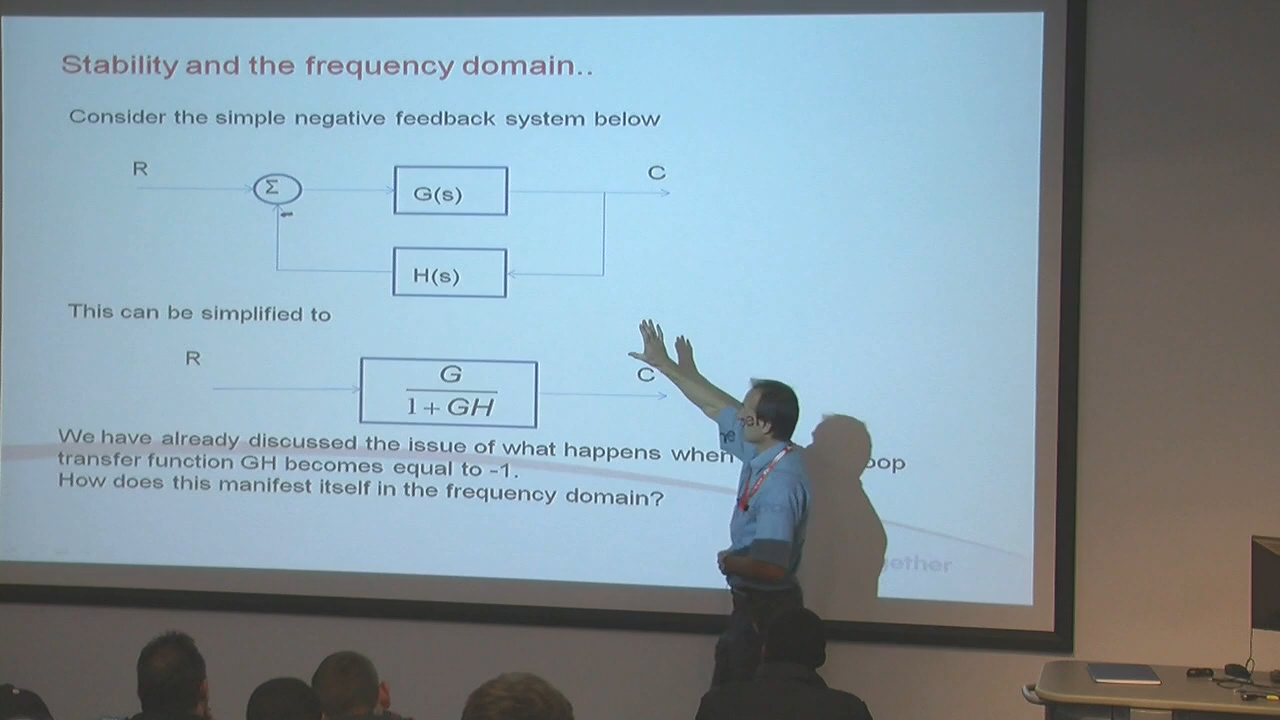 Stability and the frequency domain..
Consider the simple negative feedback system below
R
C
Σ
G(s)
-
H(s)
This can be simplified to
R
C
G
1 + GH
We have already discussed the issue of what happens when
transfer function GH becomes equal to -1.
How does this manifest itself in the frequency domain?